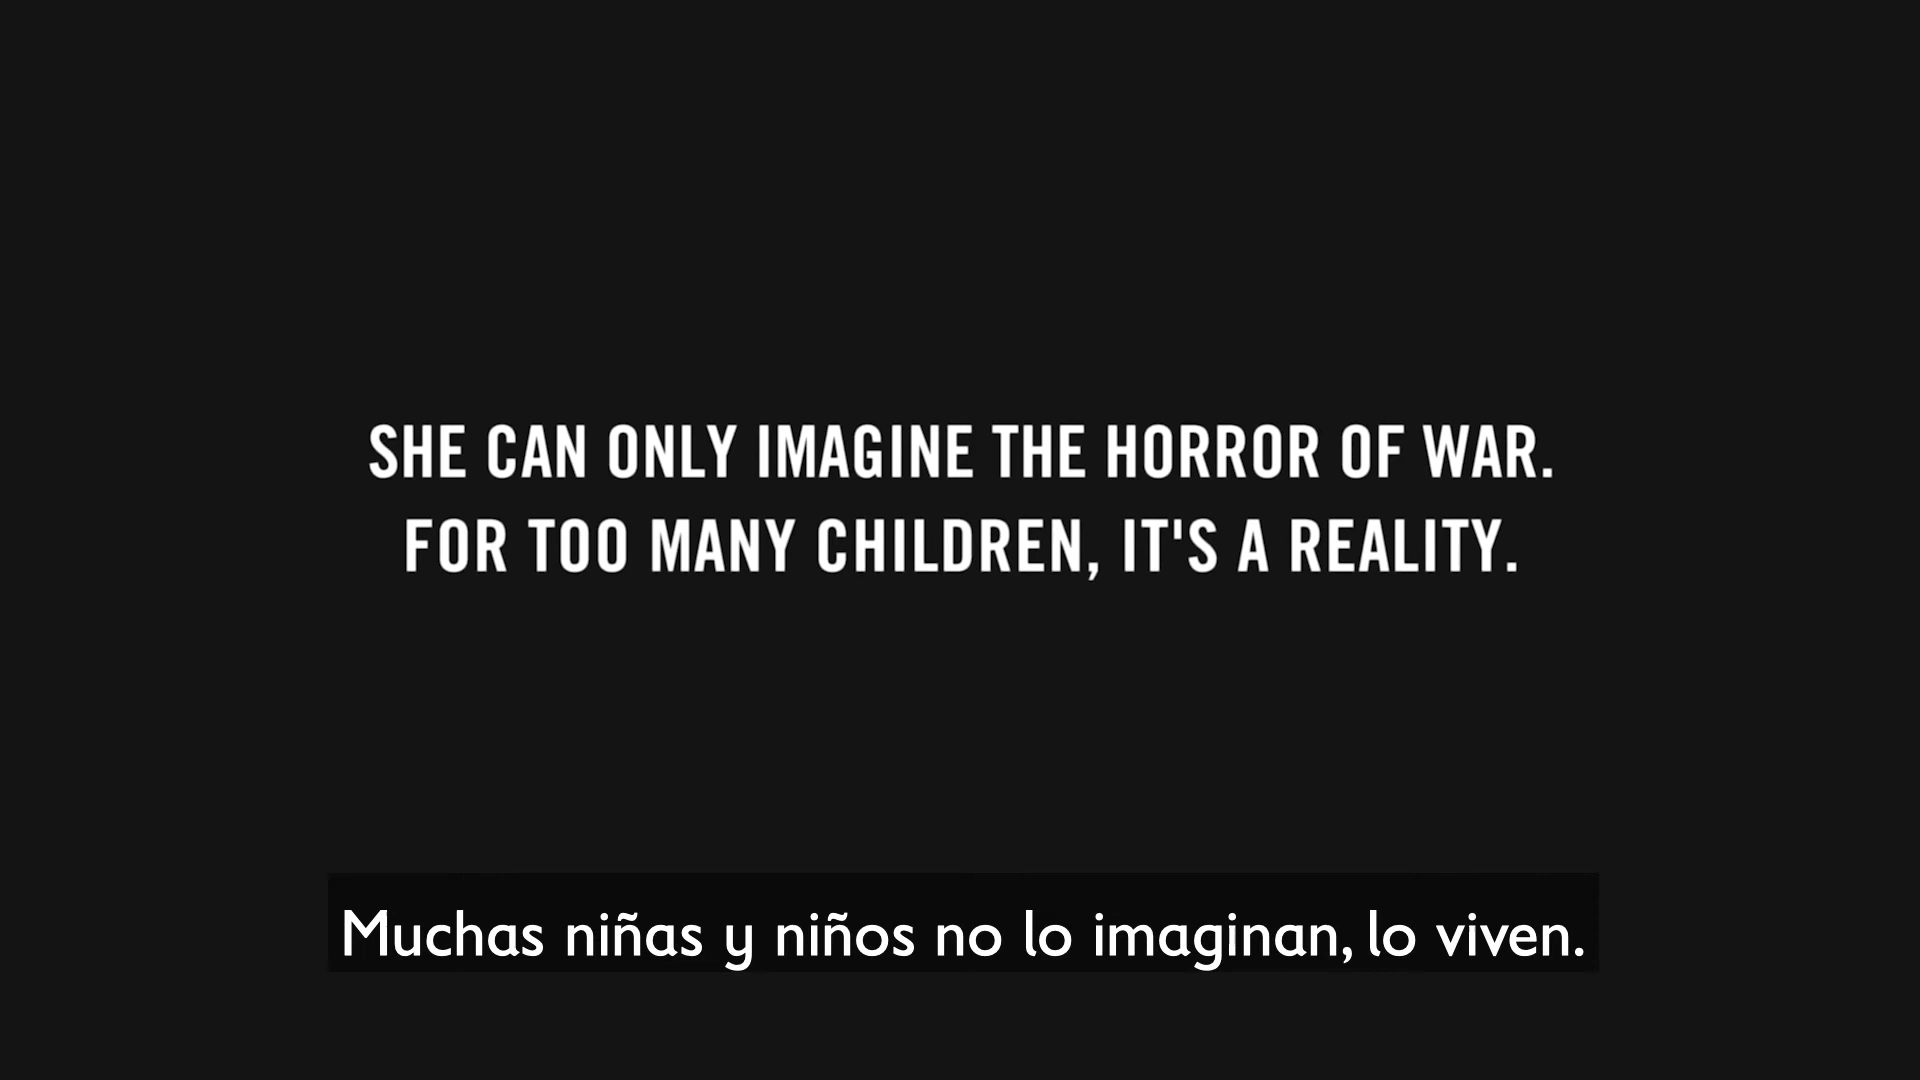 SHE CAN ONLY IMAGINE THE HORROR OF WAR.
FOR TOO MANY CHILDREN, IT'S A REALITY.
Muchas niñas y niños no lo imaginan, lo viven.